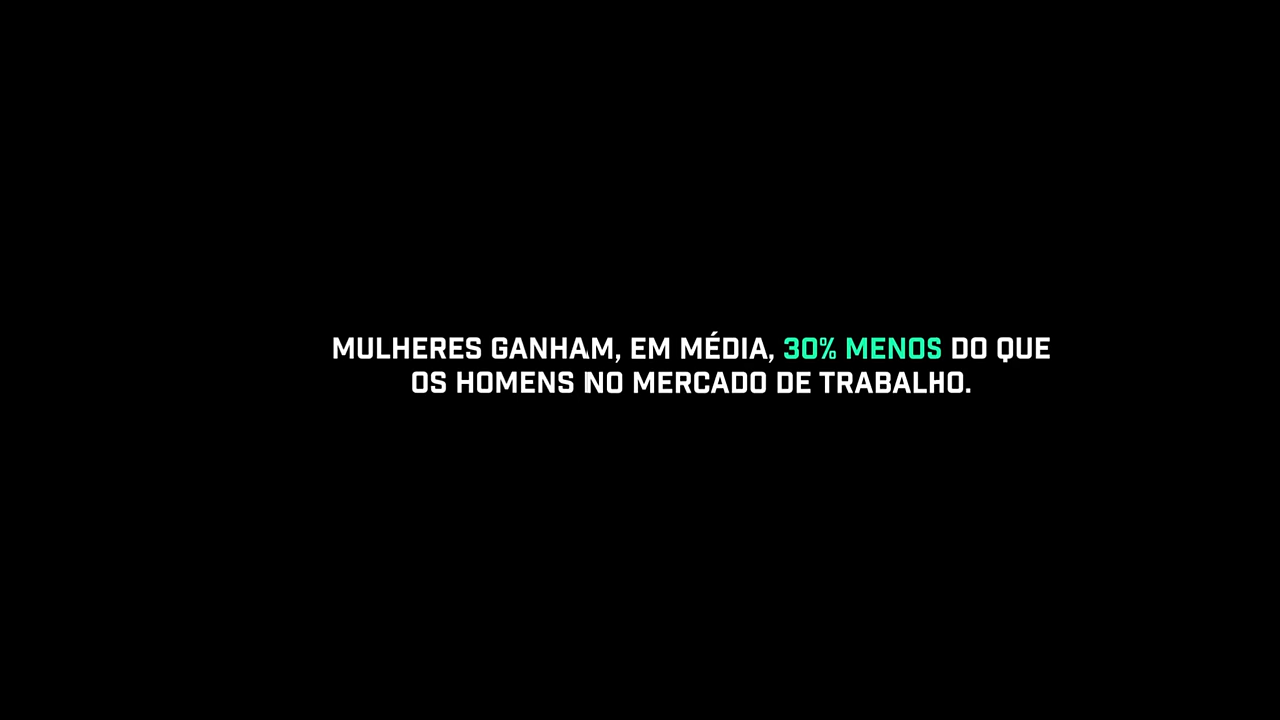 MULHERES GANHAM, EM MÉDIA, 30% MENOS DO QUE
OS HOMENS NO MERCADO DE TRABALHO.